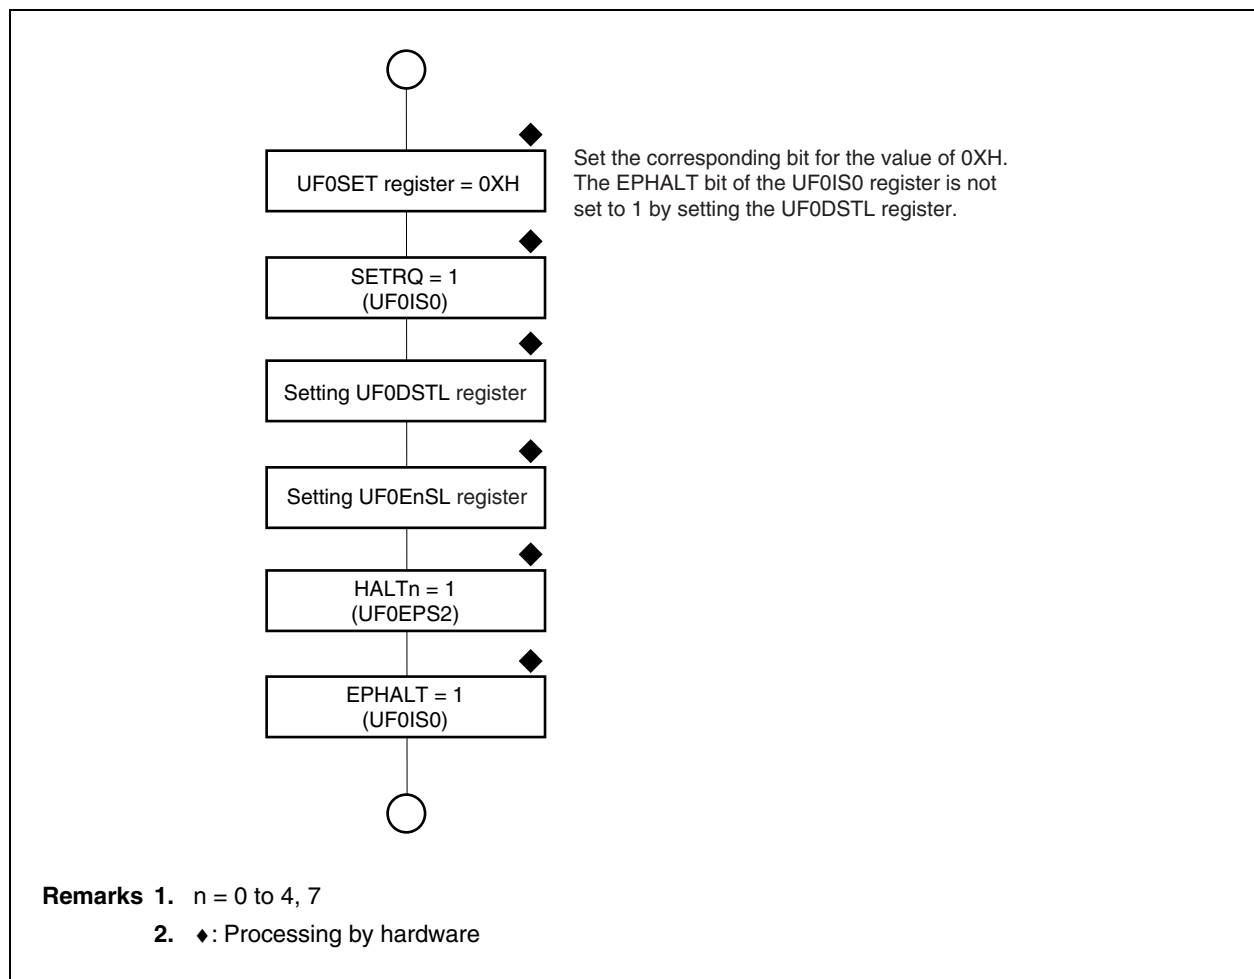 UF0SET register = 0XH
Set the corresponding bit for the value of 0XH.
The EPHALT bit of the UF0IS0 register is not
set to 1 by setting the UF0DSTL register.
SETRQ = 1
(UF0IS0)
Setting UF0DSTL register
Setting UF0EnSL register
HALTn = 1
(UF0EPS2)
EPHALT = 1
(UF0IS0)
Remarks 1. n = 0 to 4, 7
2. ♦: Processing by hardware